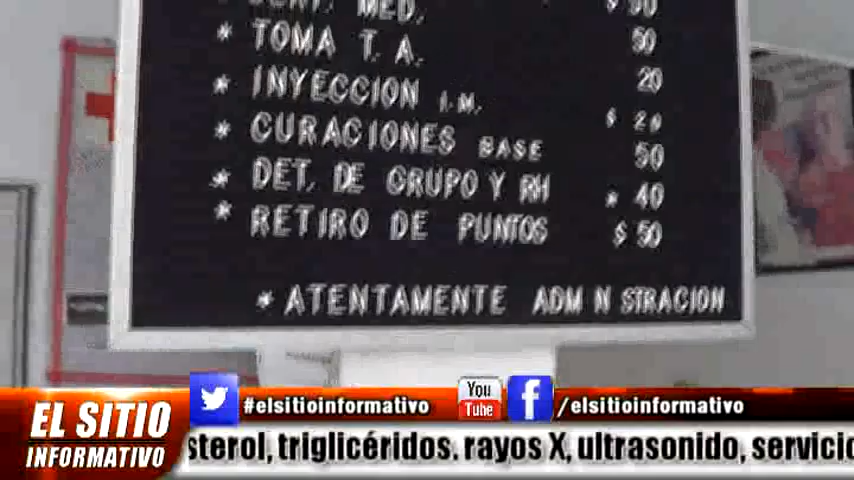 MED.
* TOMA T. A. 50
* INYECCION I.M. 20
* CURACIONES BASE $ 20
50
* DET. DE GRUPO Y RH 40
* RETIRO DE PUNTOS $ 50
* ATENTAMENTE ADM N STRACION
#elsitioinformativo
You Tube
f /elsitioinformativo
EL SITIO INFORMATIVO
sterol, triglicéridos. rayos X, ultrasonido, servicio